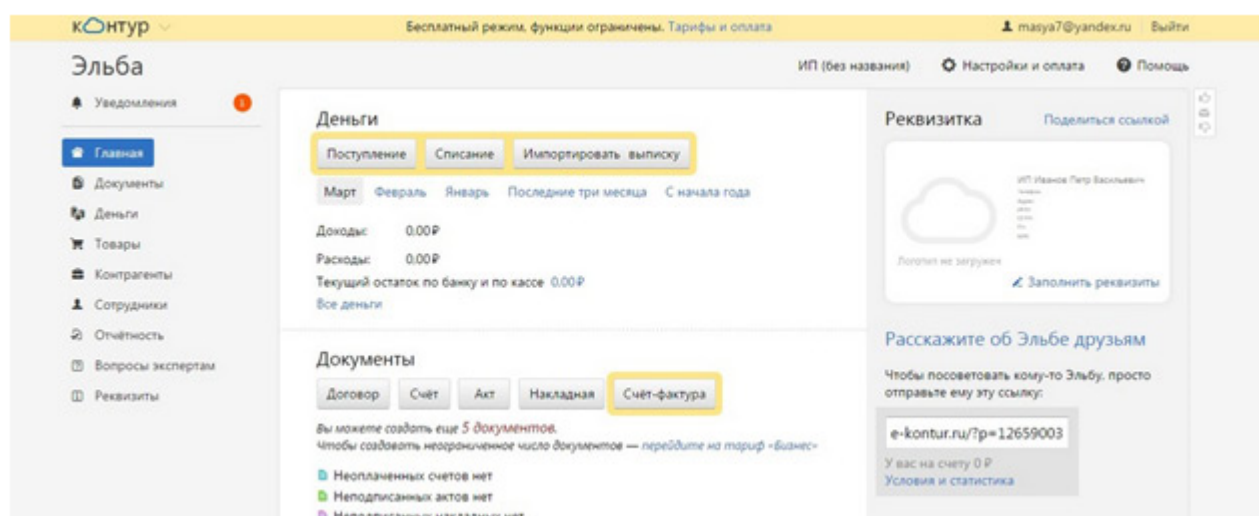 контур
Бесплатный режим, функции ограничены. Тарифы и оплата
masya7@yandex.ru Выйти
Эльба
ИП (без названия) Настройки и оплата Помощь
Уведомления
Главная
Документы
Деньги
Товары
Контрагенты
Сотрудники
Отчётность
Вопросы экспертам
Реквизиты
Деньги
Поступление Списание Импортировать выписку
Март Февраль Январь Последние три месяца С начала года
Доходы: 0.00₽
Расходы: 0.00₽
Текущий остаток по банку и по кассе 0,00₽
Все деньги
Документы
Договор Счёт Акт Накладная Счёт-фактура
Вы можете создать еще 5 документов.
Чтобы создавать неограниченное число документов — перейдите на тариф «Бизнес»
Неоплаченных счетов нет
Неподписанных актов нет
Неподписанных накладных нет
Реквизитка Поделиться ссылкой
ИП Иванов Петр Васильевич
Логотип не загружен
Заполнить реквизиты
Расскажите об Эльбе друзьям
Чтобы посоветовать кому-то Эльбу, просто
отправьте ему эту ссылку:
e-kontur.ru/?p=12659003
У вас на счету 0 ₽
Условия и статистика